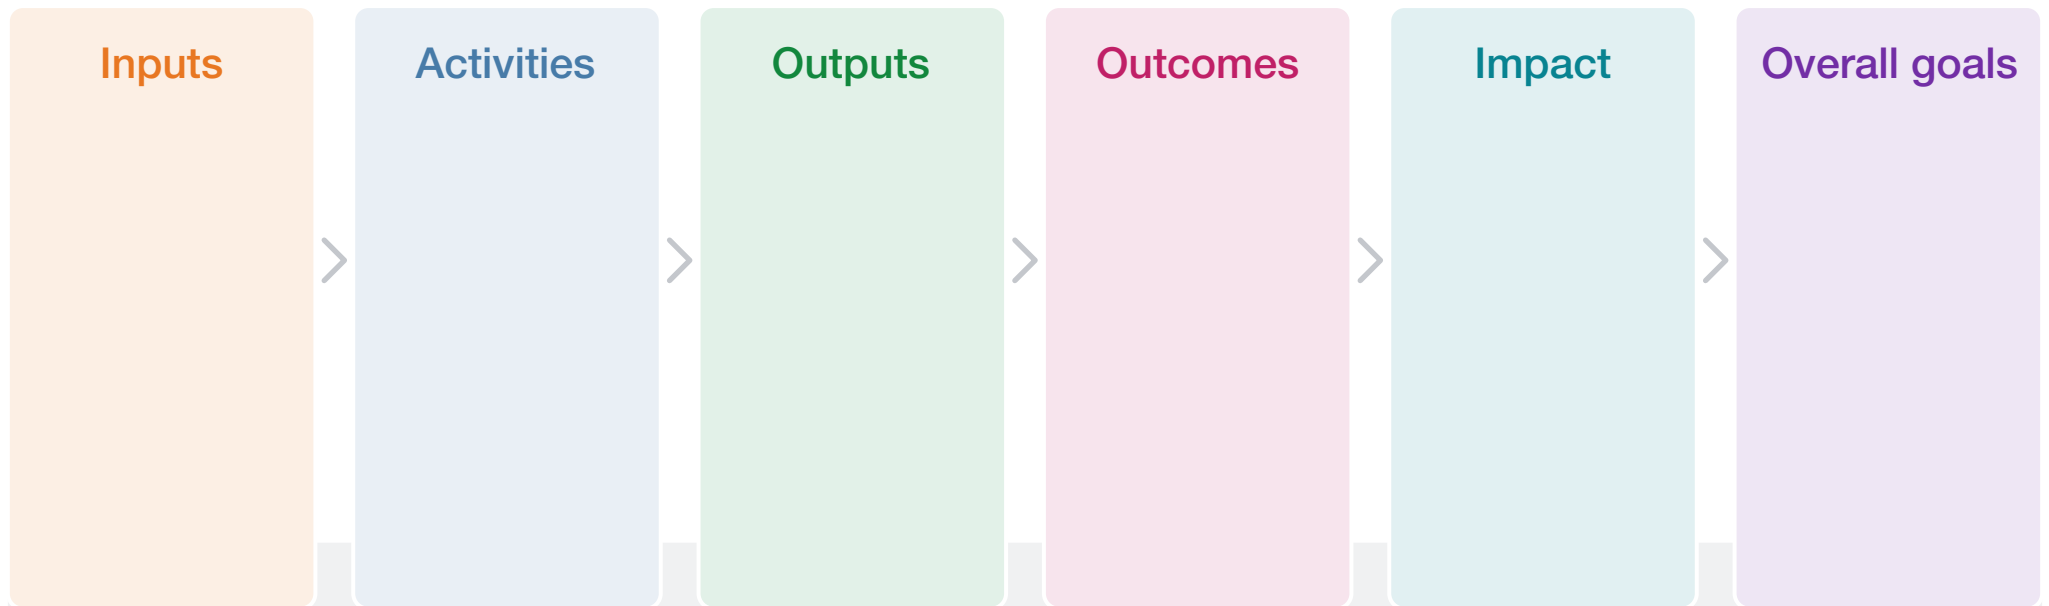 Inputs
Activities
Outputs
Outcomes
Impact
Overall goals